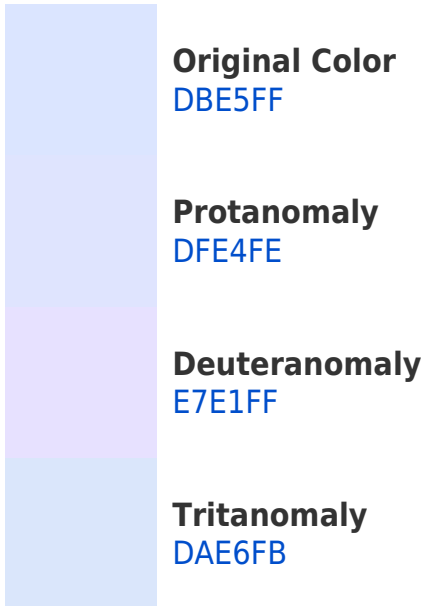 Original Color
DBE5FF
Protanomaly
DFE4FE
Deuteranomaly
E7E1FF
Tritanomaly
DAE6FB